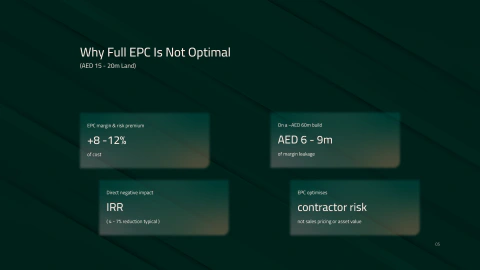 Why Full EPC Is Not Optimal
(AED 15 - 20m Land)
EPC margin & risk premium
+8 -12%
of cost
On a ~AED 60m build
AED 6 - 9m
of margin leakage
Direct negative impact
IRR
(4 - 7% reduction typical)
EPC optimises
contractor risk
not sales pricing or asset value